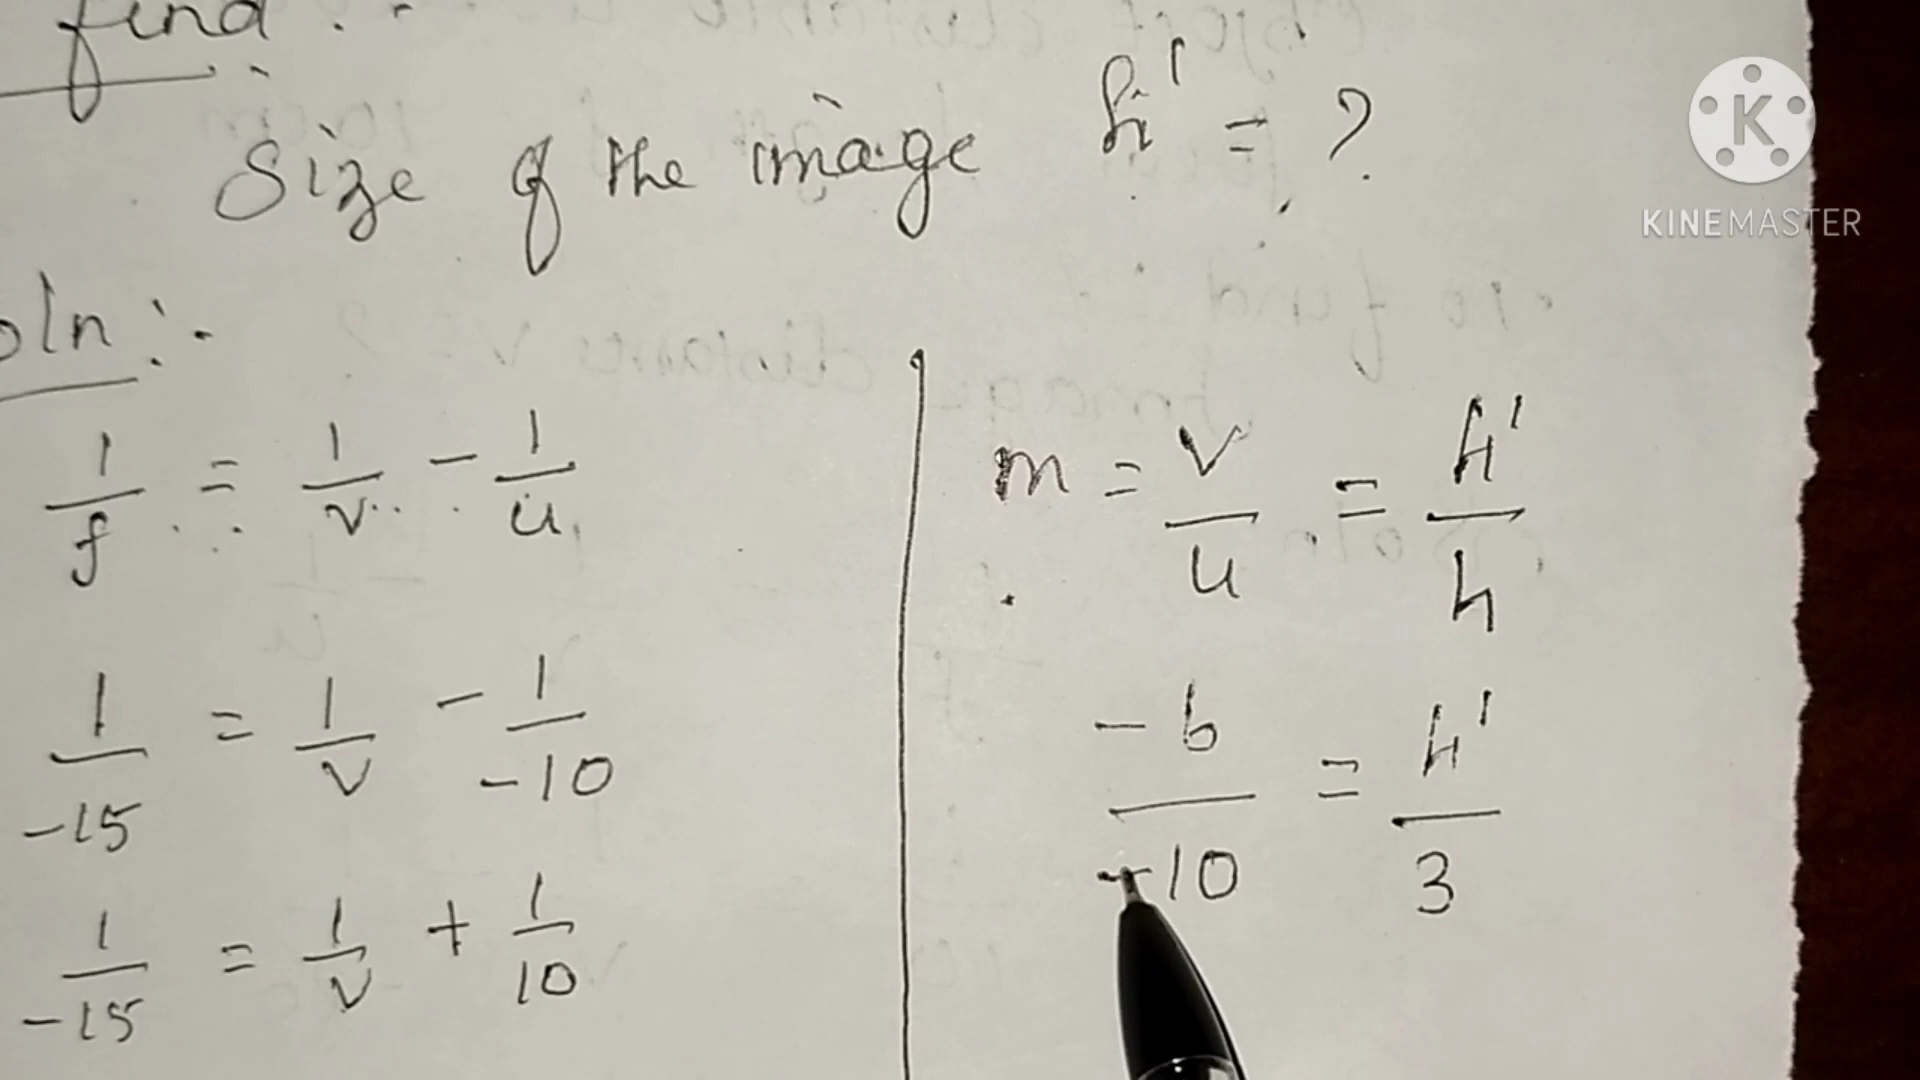 find :-
Size of the image h' = ?
oln :-
1/f = 1/v - 1/u
1/-15 = 1/v - 1/-10
1/-15 = 1/v + 1/10
m = v/u = h'/h
-6/-10 = h'/3
K
KINEMASTER